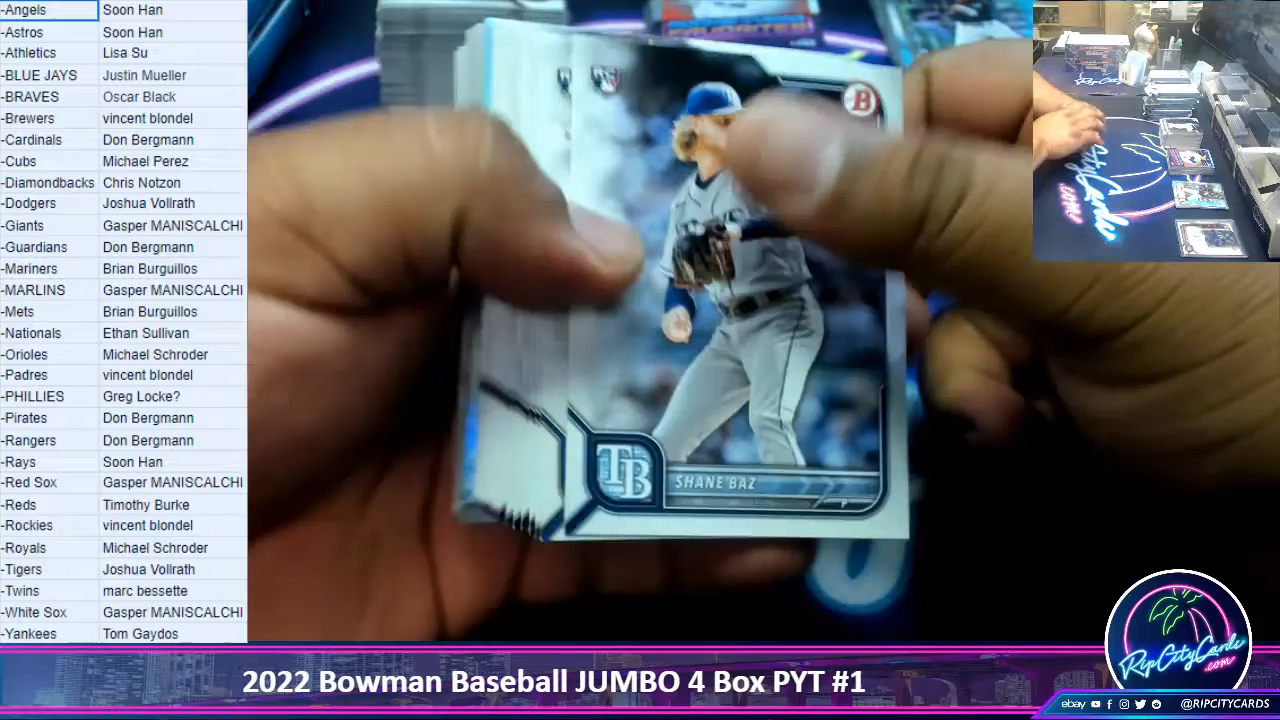 -Angels Soon Han
-Astros Soon Han
-Athletics Lisa Su
-BLUE JAYS Justin Mueller
-BRAVES Oscar Black
-Brewers vincent blondel
-Cardinals Don Bergmann
-Cubs Michael Perez
-Diamondbacks Chris Notzon
-Dodgers Joshua Vollrath
-Giants Gasper MANISCALCHI
-Guardians Don Bergmann
-Mariners Brian Burguillos
-MARLINS Gasper MANISCALCHI
-Mets Brian Burguillos
-Nationals Ethan Sullivan
-Orioles Michael Schroder
-Padres vincent blondel
-PHILLIES Greg Locke?
-Pirates Don Bergmann
-Rangers Don Bergmann
-Rays Soon Han
-Red Sox Gasper MANISCALCHI
-Reds Timothy Burke
-Rockies vincent blondel
-Royals Michael Schroder
-Tigers Joshua Vollrath
-Twins marc bessette
-White Sox Gasper MANISCALCHI
-Yankees Tom Gaydos
B
TB
SHANE BAZ
P
2022 Bowman Baseball JUMBO 4 Box PYT #1
RipCityCards
.com
ebay @RIPCITYCARDS